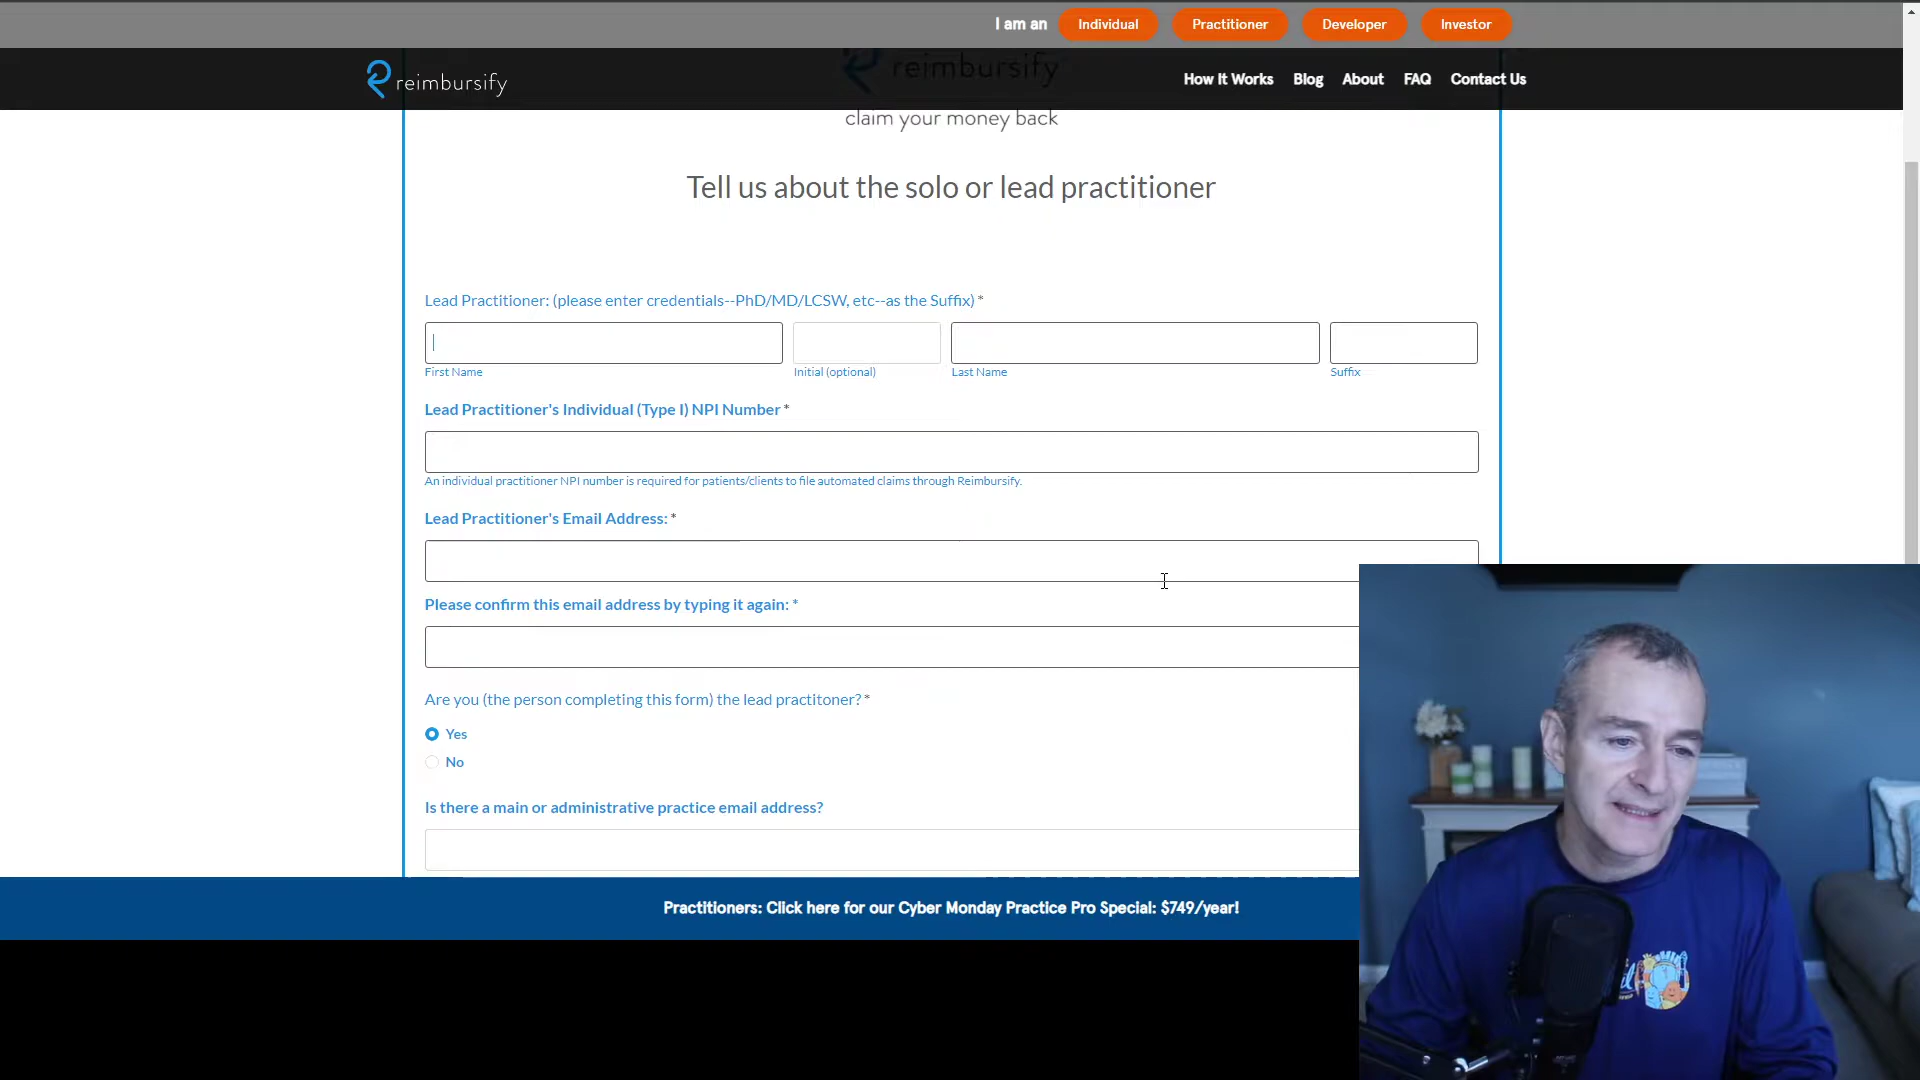 I am an Individual Practitioner Developer Investor
reimbursify How It Works Blog About FAQ Contact Us
reimbursify
claim your money back
Tell us about the solo or lead practitioner
Lead Practitioner: (please enter credentials--PhD/MD/LCSW, etc--as the Suffix) *
First Name Initial (optional) Last Name Suffix
Lead Practitioner's Individual (Type I) NPI Number *
An individual practitioner NPI number is required for patients/clients to file automated claims through Reimbursify.
Lead Practitioner's Email Address: *
Please confirm this email address by typing it again: *
Are you (the person completing this form) the lead practitoner? *
Yes
No
Is there a main or administrative practice email address?
Practitioners: Click here for our Cyber Monday Practice Pro Special: $749/year!